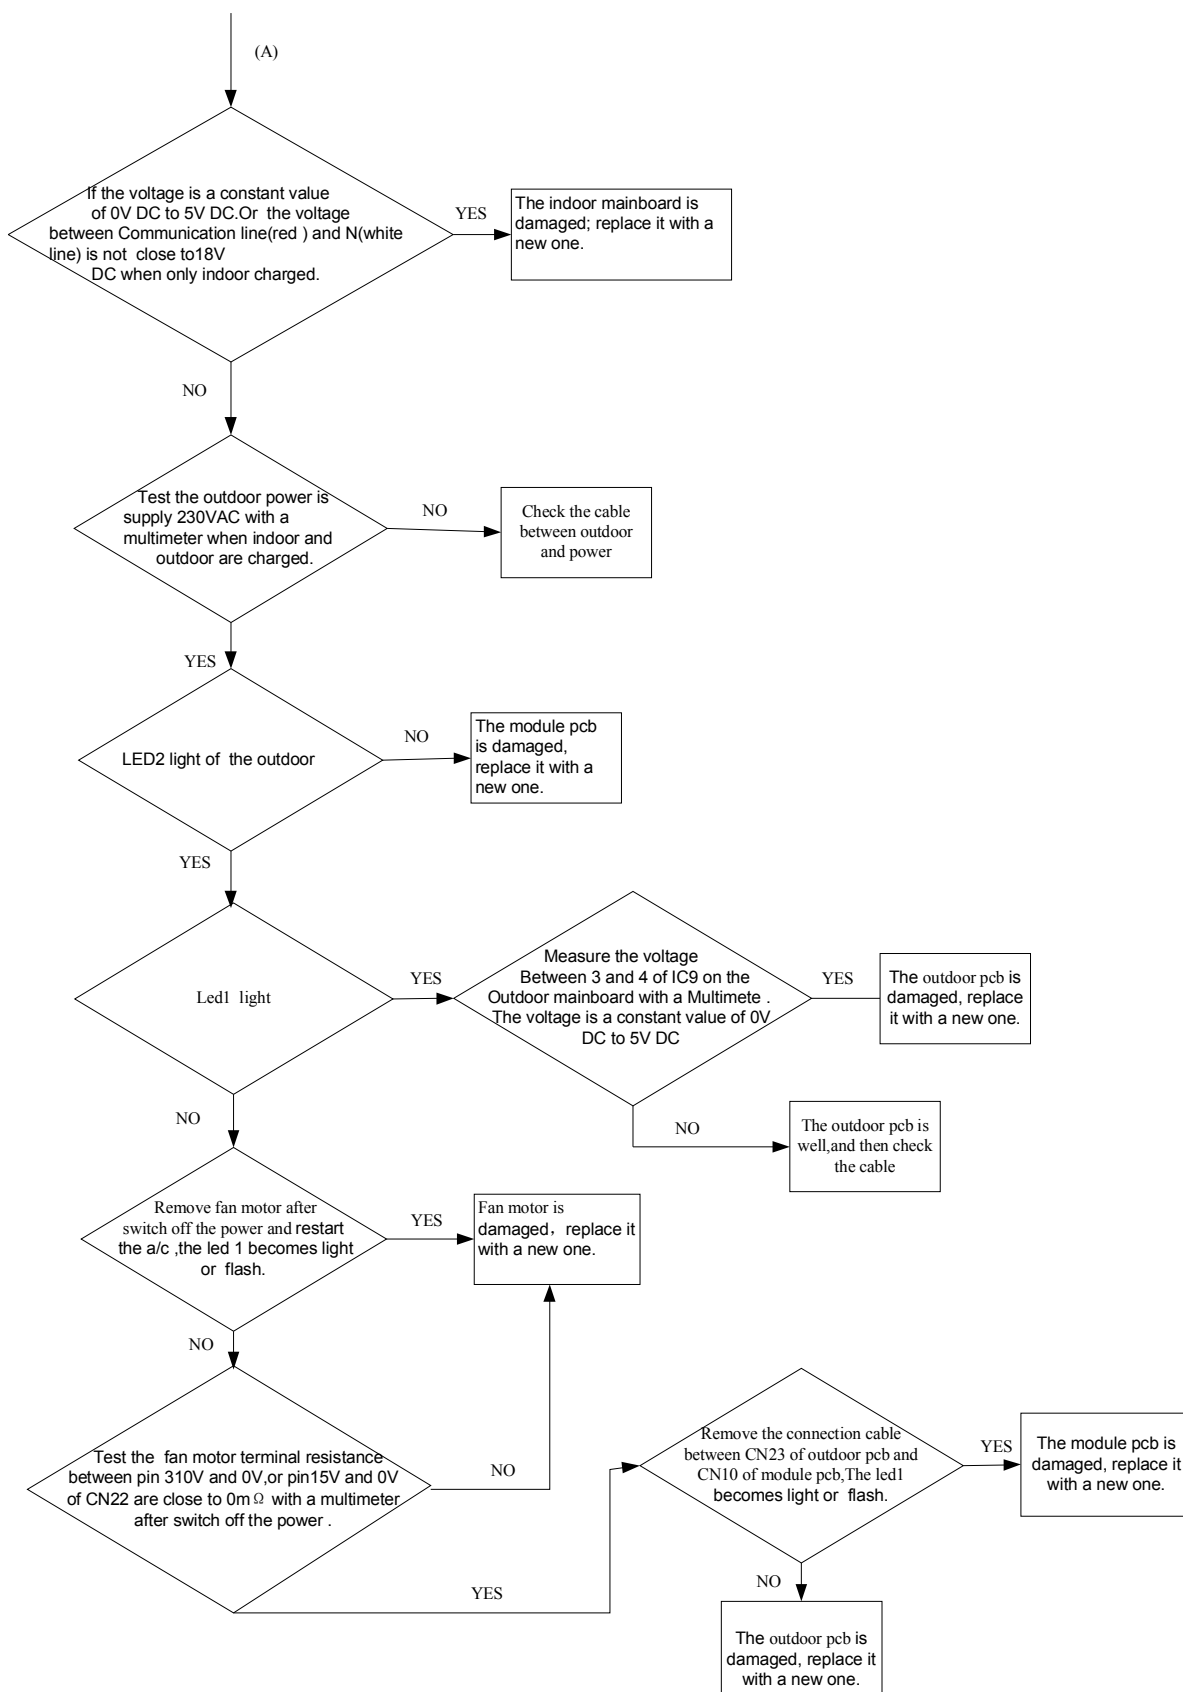 (A)
If the voltage is a constant value
of 0V DC to 5V DC.Or the voltage
between Communication line(red ) and N(white
line) is not close to18V
DC when only indoor charged.
YES
The indoor mainboard is
damaged; replace it with a
new one.
NO
Test the outdoor power is
supply 230VAC with a
multimeter when indoor and
outdoor are charged.
NO
Check the cable
between outdoor
and power
YES
LED2 light of the outdoor
NO
The module pcb
is damaged,
replace it with a
new one.
YES
Led1 light
YES
Measure the voltage
Between 3 and 4 of IC9 on the
Outdoor mainboard with a Multimete .
The voltage is a constant value of 0V
DC to 5V DC
YES
The outdoor pcb is
damaged, replace
it with a new one.
NO
The outdoor pcb is
well,and then check
the cable
NO
Remove fan motor after
switch off the power and restart
the a/c ,the led 1 becomes light
or flash.
YES
Fan motor is
damaged，replace it
with a new one.
NO
Test the fan motor terminal resistance
between pin 310V and 0V,or pin15V and 0V
of CN22 are close to 0mΩ with a multimeter
after switch off the power .
NO
YES
Remove the connection cable
between CN23 of outdoor pcb and
CN10 of module pcb,The led1
becomes light or flash.
YES
The module pcb is
damaged, replace it
with a new one.
NO
The outdoor pcb is
damaged, replace it
with a new one.